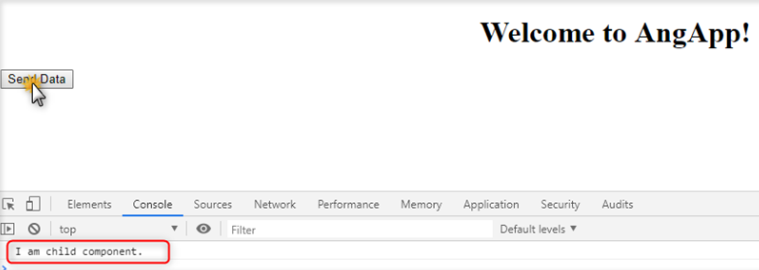 Welcome to AngApp!
Send Data
Elements Console Sources Network Performance Memory Application Security Audits
top Filter Default levels
I am child component.